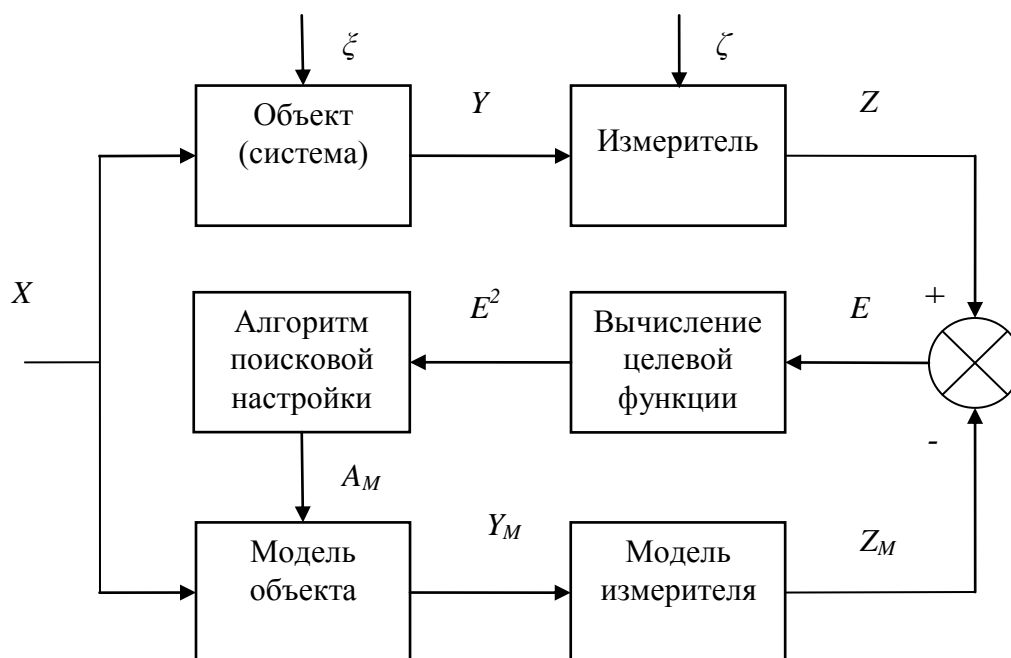 ξ
ζ
Объект
(система)
Y
Измеритель
Z
X
Алгоритм
поисковой
настройки
E²
Вычисление
целевой
функции
E
+
-
A_M
Модель
объекта
Y_M
Модель
измерителя
Z_M